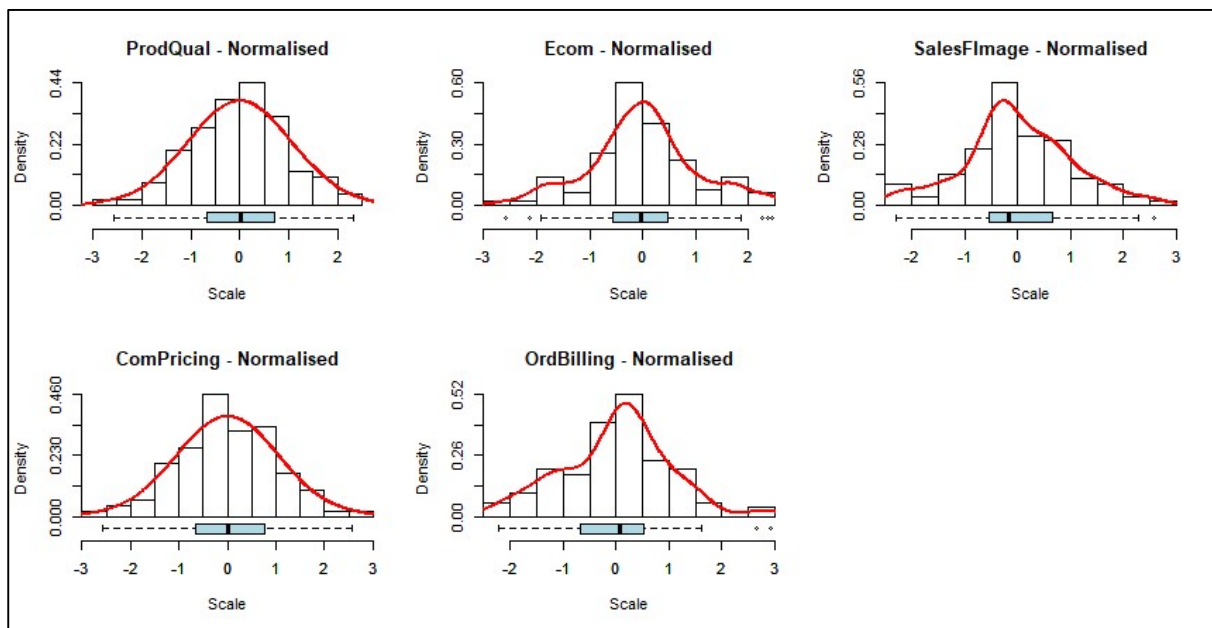 ProdQual - Normalised
Density
0.00 0.22 0.44
-3 -2 -1 0 1 2
Scale
Ecom - Normalised
Density
0.00 0.30 0.60
-3 -2 -1 0 1 2
Scale
SalesFImage - Normalised
Density
0.00 0.28 0.56
-2 -1 0 1 2 3
Scale
ComPricing - Normalised
Density
0.000 0.230 0.460
-3 -2 -1 0 1 2 3
Scale
OrdBilling - Normalised
Density
0.00 0.26 0.52
-2 -1 0 1 2 3
Scale